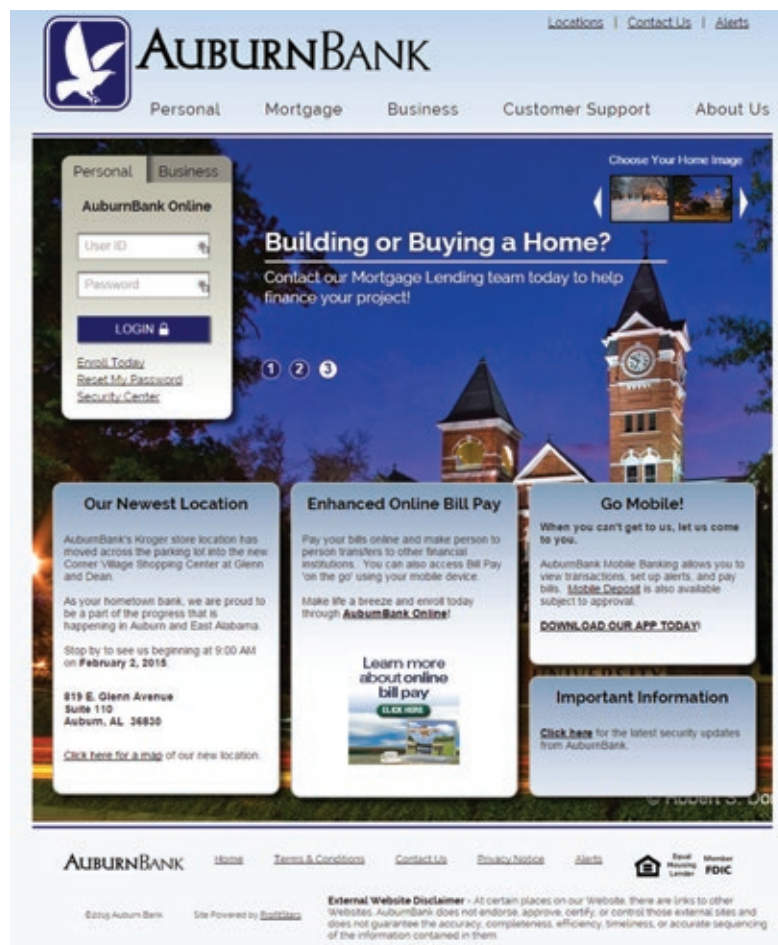 Locations | Contact Us | Alerts
AUBURNBANK
Personal Mortgage Business Customer Support About Us
Personal Business
AuburnBank Online
User ID
Password
LOGIN
Enroll Today
Reset My Password
Security Center
Choose Your Home Image
Building or Buying a Home?
Contact our Mortgage Lending team today to help
finance your project!
1 2 3
Our Newest Location
AuburnBank's Kroger store location has
moved across the parking lot into the new
Corner Village Shopping Center at Glenn
and Dean.
As your hometown bank, we are proud to
be a part of the progress that is
happening in Auburn and East Alabama.
Stop by to see us beginning at 9:00 AM
on February 2, 2015.
819 E. Glenn Avenue
Suite 110
Auburn, AL 36830
Click here for a map of our new location.
Enhanced Online Bill Pay
Pay your bills online and make person to
person transfers to other financial
institutions. You can also access Bill Pay
'on the go' using your mobile device.
Make life a breeze and enroll today
through AuburnBank Online!
Learn more
about online
bill pay
CLICK HERE
Go Mobile!
When you can't get to us, let us come
to you.
AuburnBank Mobile Banking allows you to
view transactions, set up alerts, and pay
bills. Mobile Deposit is also available
subject to approval.
DOWNLOAD OUR APP TODAY!
Important Information
Click here for the latest security updates
from AuburnBank.
© Robert S.
AUBURNBANK Home Terms & Conditions Contact Us Privacy Notice Alerts
Equal
Housing
Lender
Member
FDIC
©2015 Auburn Bank Site Powered by ProfitStars
External Website Disclaimer - At certain places on our Website, there are links to other
Websites. AuburnBank does not endorse, approve, certify, or control those external sites and
does not guarantee the accuracy, completeness, efficiency, timeliness, or accurate sequencing
of the information contained in them.